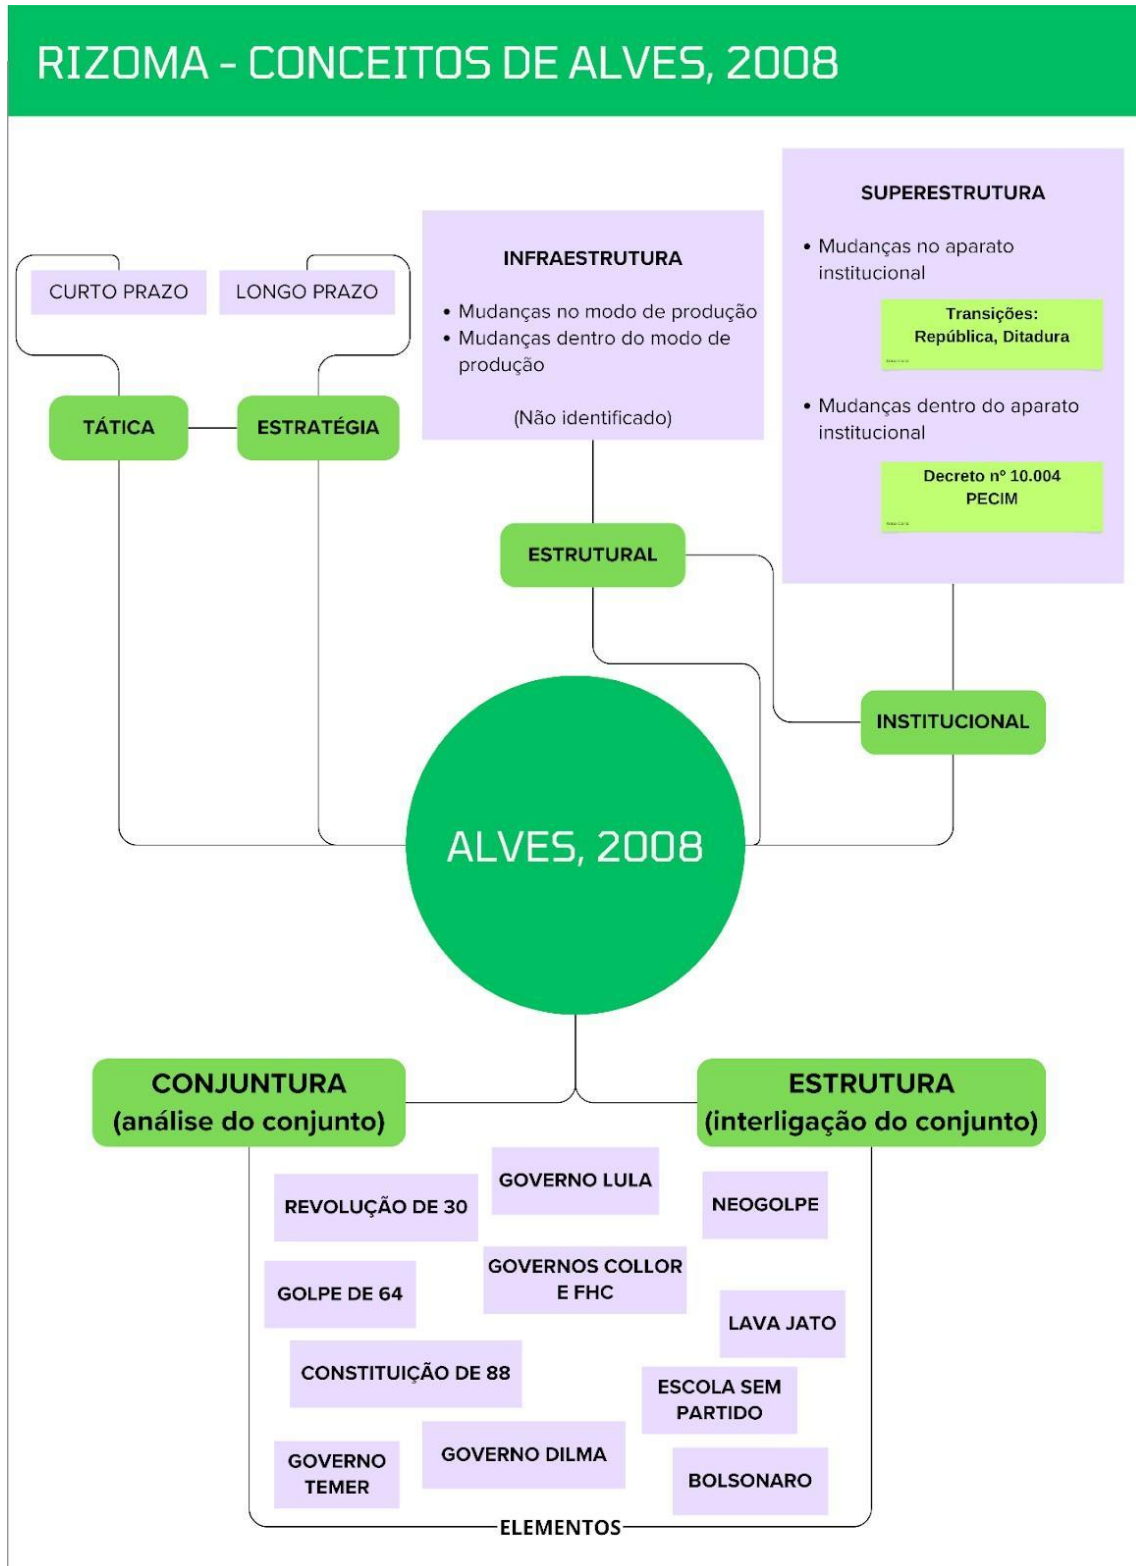 RIZOMA - CONCEITOS DE ALVES, 2008
CURTO PRAZO
LONGO PRAZO
TÁTICA
ESTRATÉGIA
INFRAESTRUTURA
• Mudanças no modo de produção
• Mudanças dentro do modo de
produção
(Não identificado)
ESTRUTURAL
SUPERESTRUTURA
• Mudanças no aparato
institucional
Transições:
República, Ditadura
• Mudanças dentro do aparato
institucional
Decreto nº 10.004
PECIM
INSTITUCIONAL
ALVES, 2008
CONJUNTURA
(análise do conjunto)
ESTRUTURA
(interligação do conjunto)
REVOLUÇÃO DE 30
GOVERNO LULA
NEOGOLPE
GOLPE DE 64
GOVERNOS COLLOR
E FHC
LAVA JATO
CONSTITUIÇÃO DE 88
ESCOLA SEM
PARTIDO
GOVERNO
TEMER
GOVERNO DILMA
BOLSONARO
ELEMENTOS